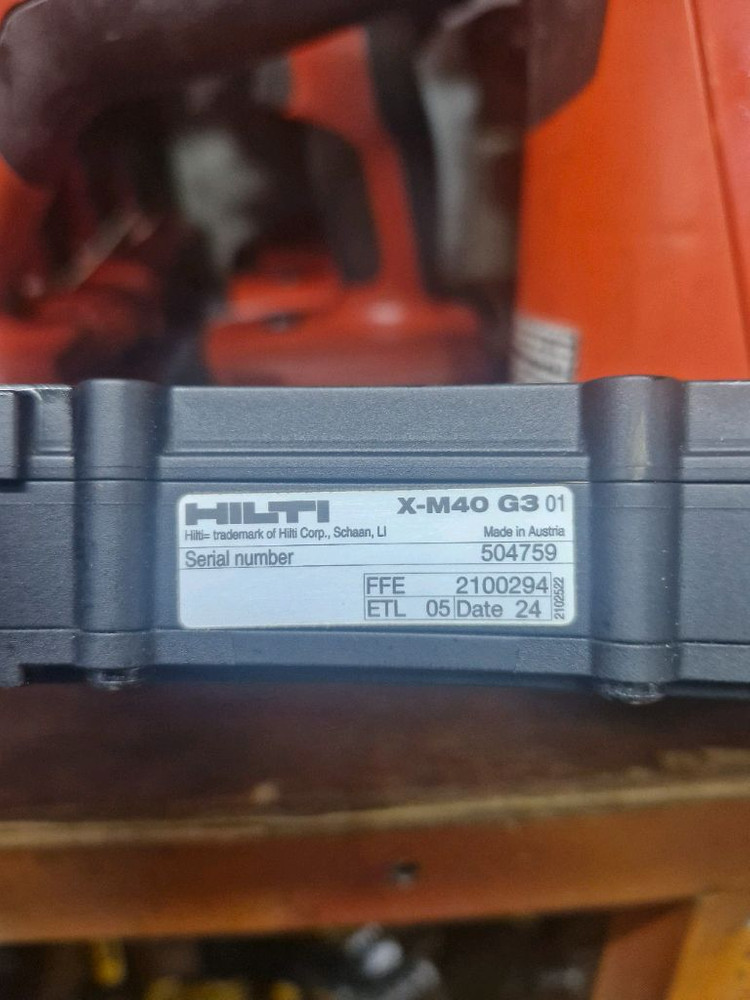 HILTI X-M40 G3 01
Hilti= trademark of Hilti Corp., Schaan, LI Made in Austria
Serial number 504759
FFE 2100294
ETL 05 Date 24
2102522